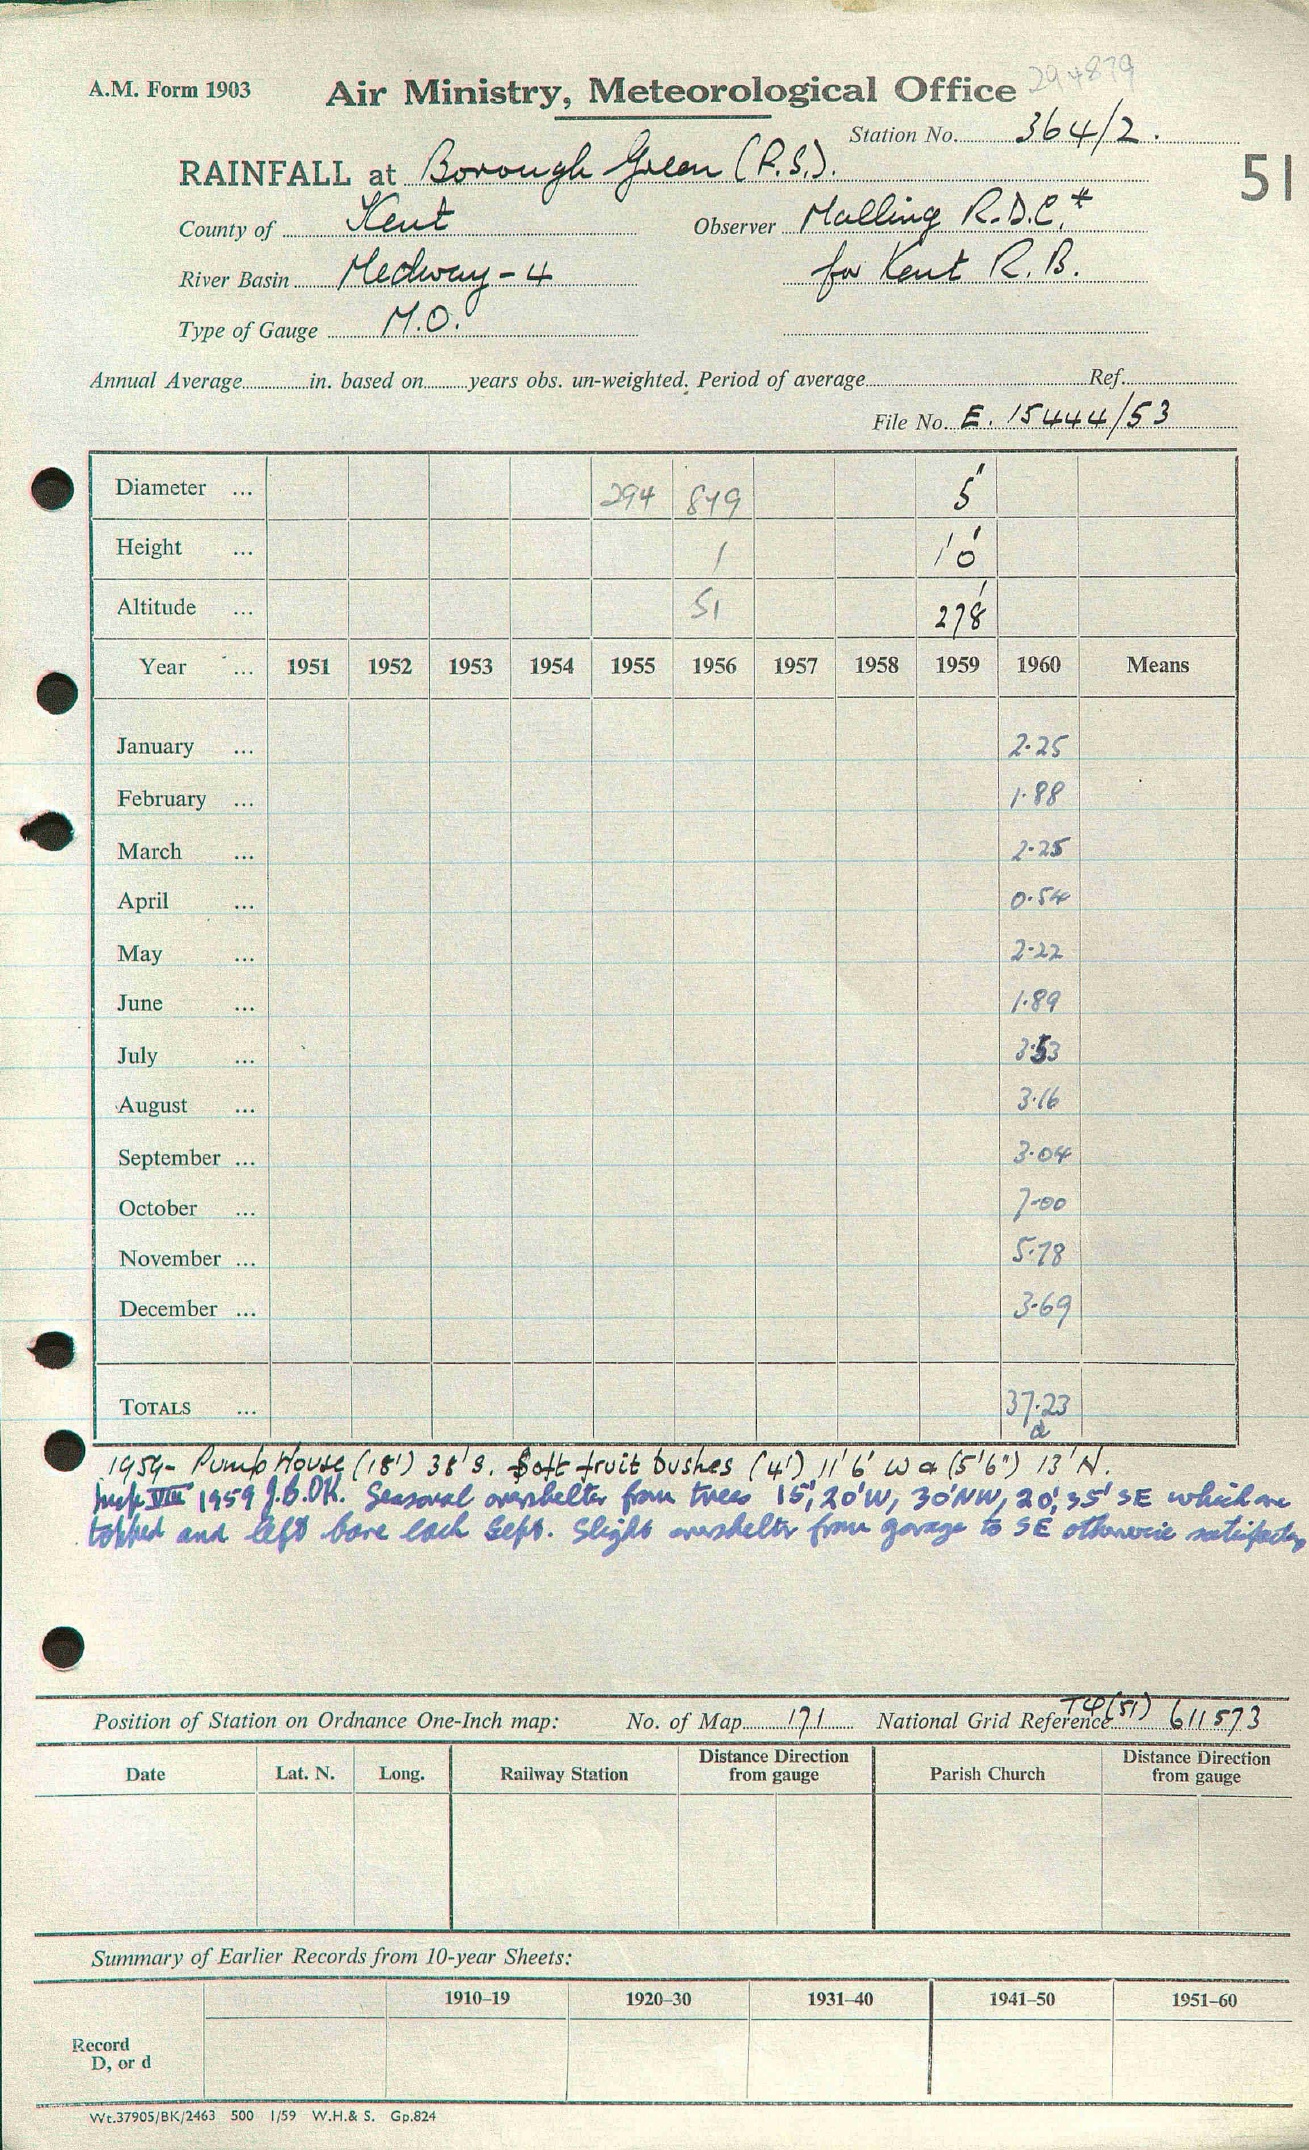 294879
A.M. Form 1903 Air Ministry, Meteorological Office
Station No. 364/2.
51
RAINFALL at Borough Green (P.S.).
County of Kent Observer Malling R.D.C.*
River Basin Medway-4 for Kent R.B.
Type of Gauge M.O.
Annual Average in. based on years obs. un-weighted. Period of average Ref.
File No. E. 15444/53
Diameter ... 294 879 5"
Height ... 1 1'0"
Altitude ... 51 278'
Year ... 1951 1952 1953 1954 1955 1956 1957 1958 1959 1960 Means
January ... 2.25
February ... 1.88
March ... 2.25
April ... 0.54
May ... 2.22
June ... 1.89
July ... 3.53
August ... 3.16
September ... 3.04
October ... 7.00
November ... 5.78
December ... 3.69
TOTALS ... 37.23
d
1959- Pump House (18') 38' S. Soft fruit bushes (4') 11'6" W & (5'6") 13' N.
Insp VIII 1959 J.B.OK. Seasonal overshelter from trees 15', 20'W, 30'NW, 20', 35' SE which are
topped and left bare each Sept. Slight overshelter from garage to SE otherwise satisfactory
Position of Station on Ordnance One-Inch map: No. of Map 171 National Grid Reference TQ(51) 611573
Date Lat. N. Long. Railway Station Distance Direction from gauge Parish Church Distance Direction from gauge
Summary of Earlier Records from 10-year Sheets:
1910–19 1920–30 1931–40 1941–50 1951–60
Record
D, or d
Wt.37905/BK/2463 500 1/59 W.H.& S. Gp.824